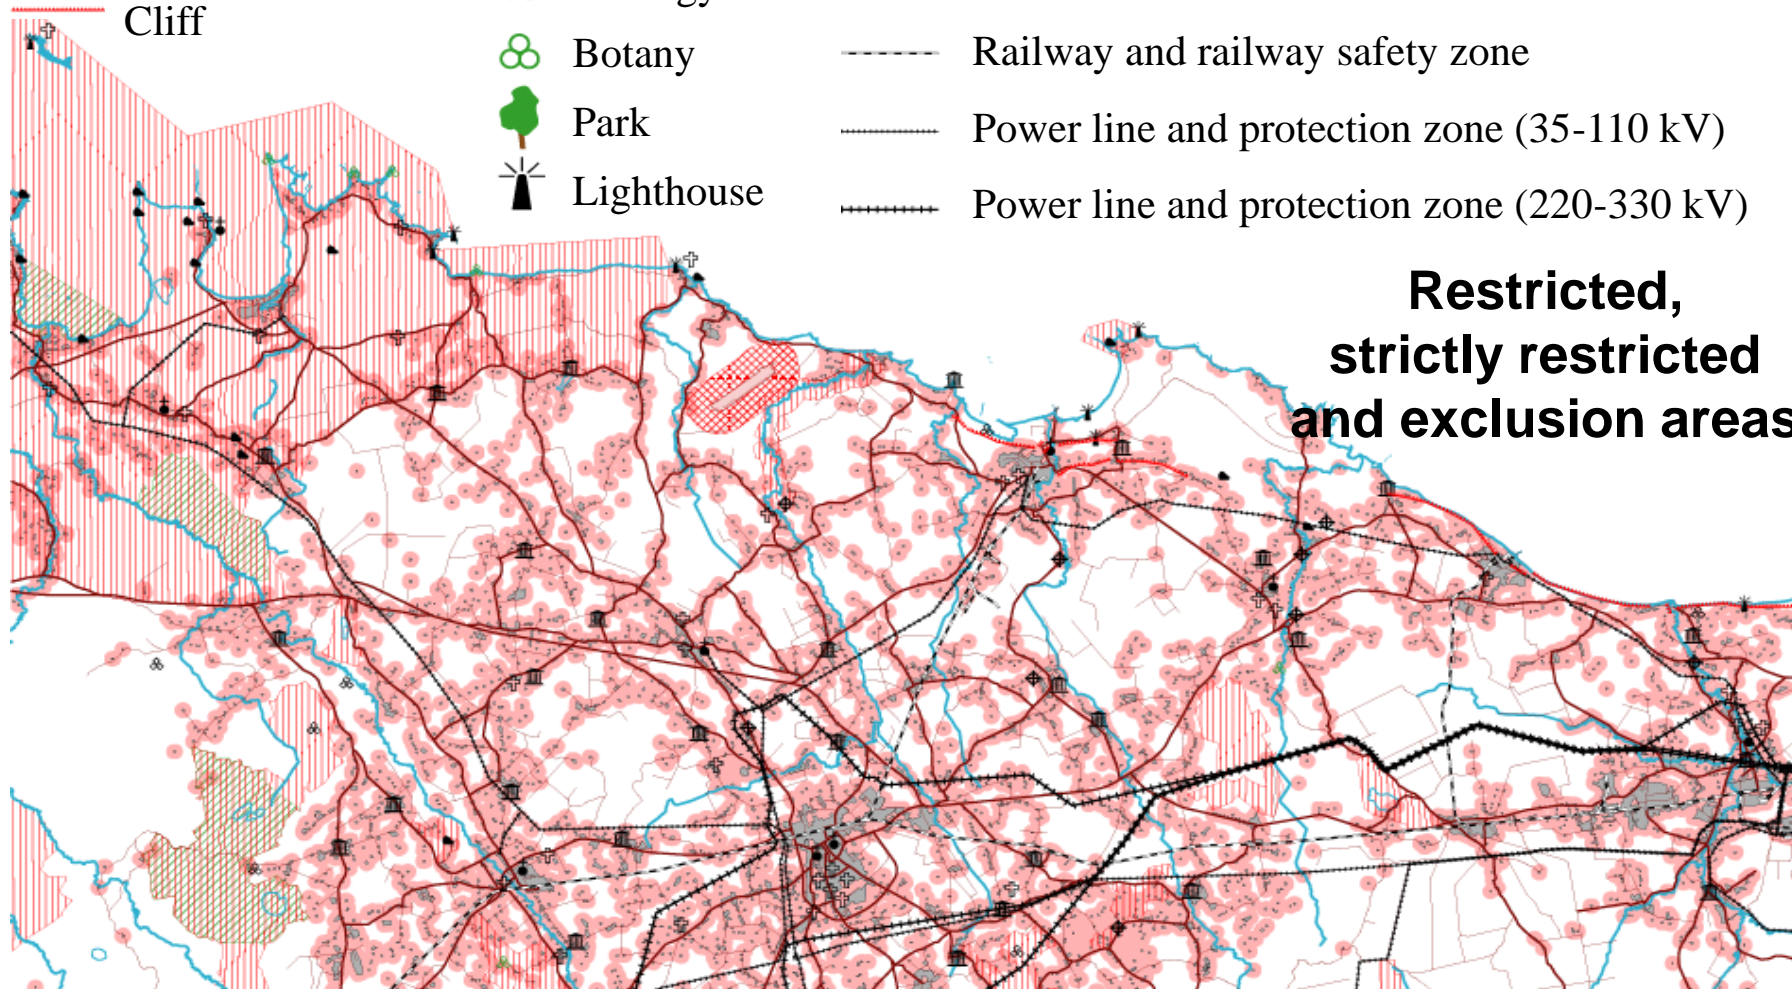 Cliff
Botany
Park
Lighthouse
Railway and railway safety zone
Power line and protection zone (35-110 kV)
Power line and protection zone (220-330 kV)
Restricted,
strictly restricted
and exclusion areas